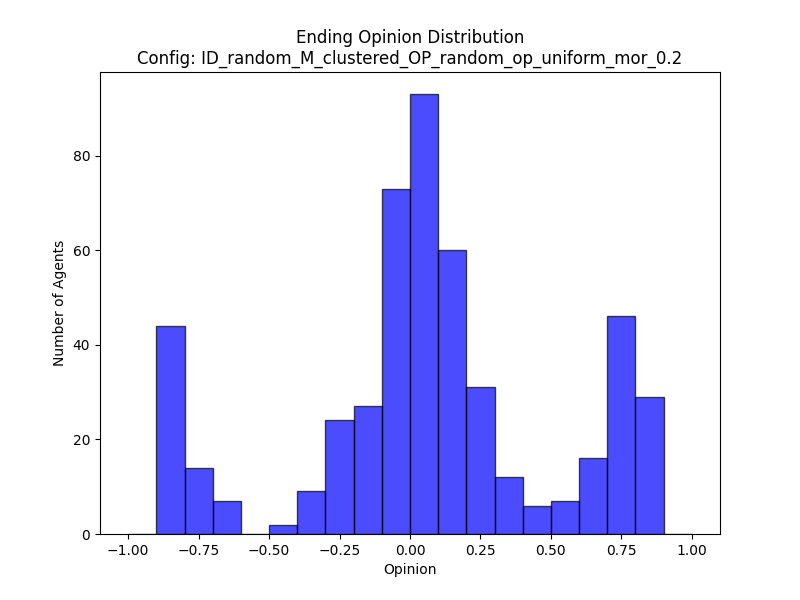 Ending Opinion Distribution
Config: ID_random_M_clustered_OP_random_op_uniform_mor_0.2
Number of Agents
80
60
40
20
0
−1.00 −0.75 −0.50 −0.25 0.00 0.25 0.50 0.75 1.00
Opinion